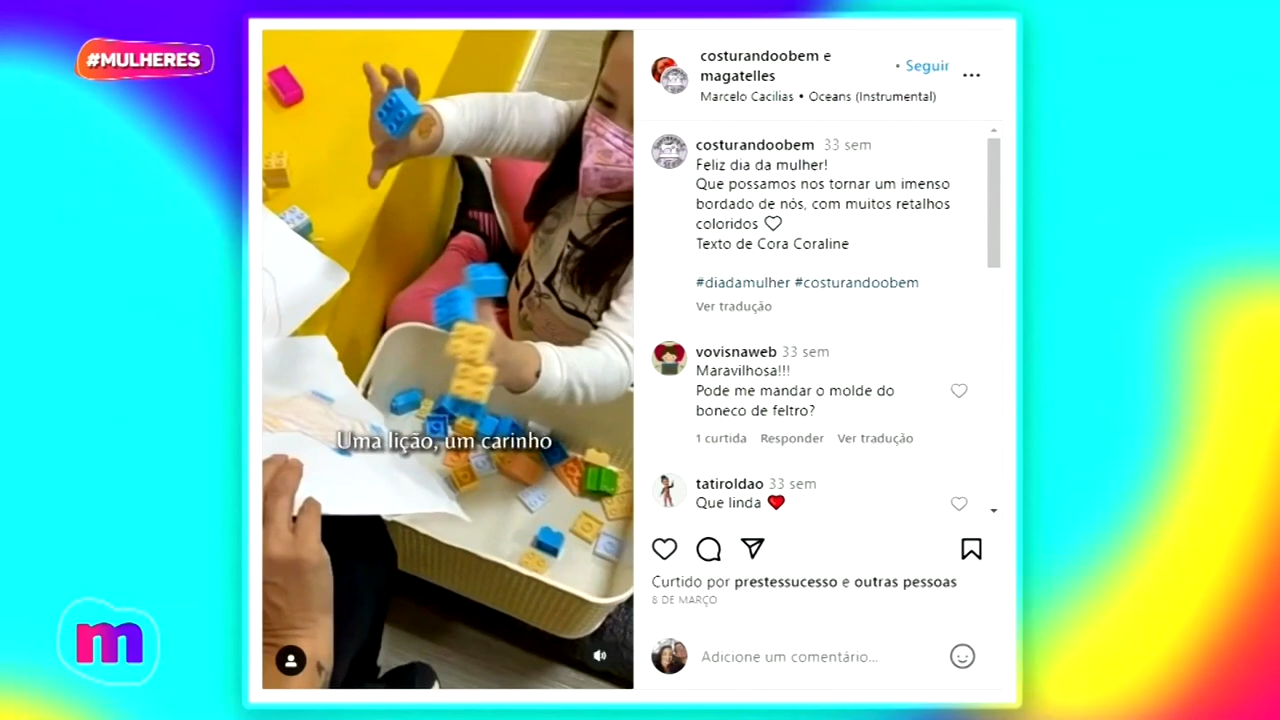 #MULHERES
Uma lição, um carinho
m
costurandoobem e
magatelles
• Seguir
Marcelo Cacilias • Oceans (Instrumental)
costurandoobem 33 sem
Feliz dia da mulher!
Que possamos nos tornar um imenso
bordado de nós, com muitos retalhos
coloridos
Texto de Cora Coraline
#diadamulher #costurandoobem
Ver tradução
vovisnaweb 33 sem
Maravilhosa!!!
Pode me mandar o molde do
boneco de feltro?
1 curtida Responder Ver tradução
tatiroldao 33 sem
Que linda ❤️
Curtido por prestessucesso e outras pessoas
8 DE MARÇO
Adicione um comentário...